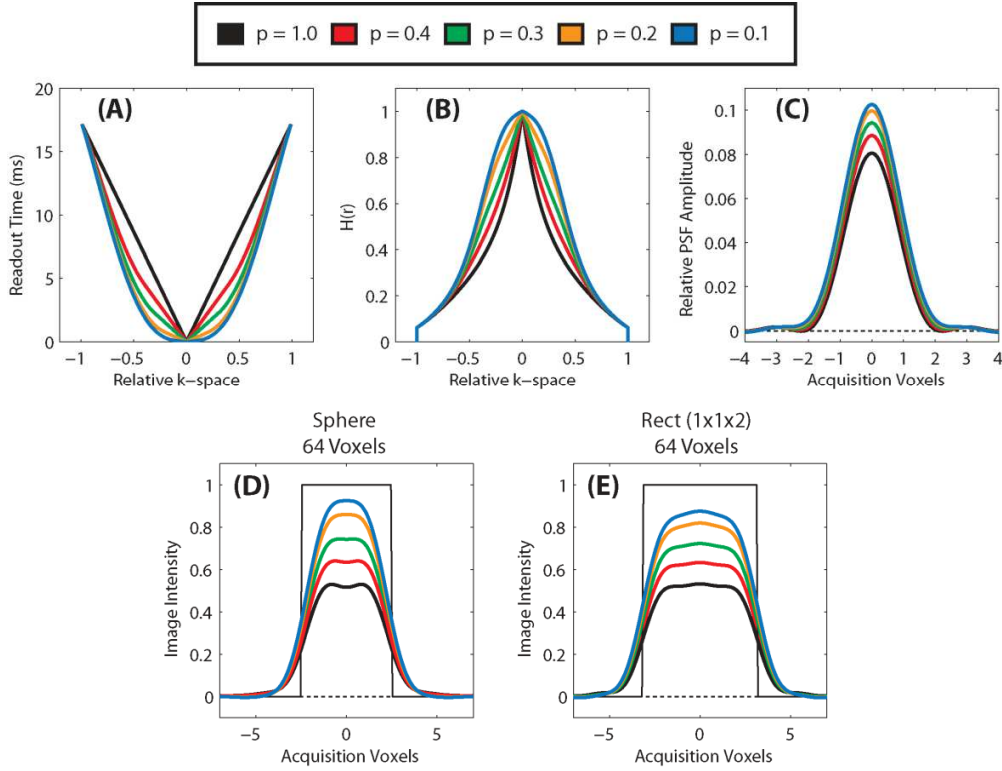 p = 1.0 p = 0.4 p = 0.3 p = 0.2 p = 0.1
(A)
Readout Time (ms)
20
15
10
5
0
−1 −0.5 0 0.5 1
Relative k−space
(B)
H(r)
1
0.8
0.6
0.4
0.2
0
−1 −0.5 0 0.5 1
Relative k−space
(C)
Relative PSF Amplitude
0.1
0.08
0.06
0.04
0.02
0
−4 −3 −2 −1 0 1 2 3 4
Acquisition Voxels
Sphere
64 Voxels
(D)
Image Intensity
1
0.8
0.6
0.4
0.2
0
−5 0 5
Acquisition Voxels
Rect (1x1x2)
64 Voxels
(E)
Image Intensity
1
0.8
0.6
0.4
0.2
0
−5 0 5
Acquisition Voxels